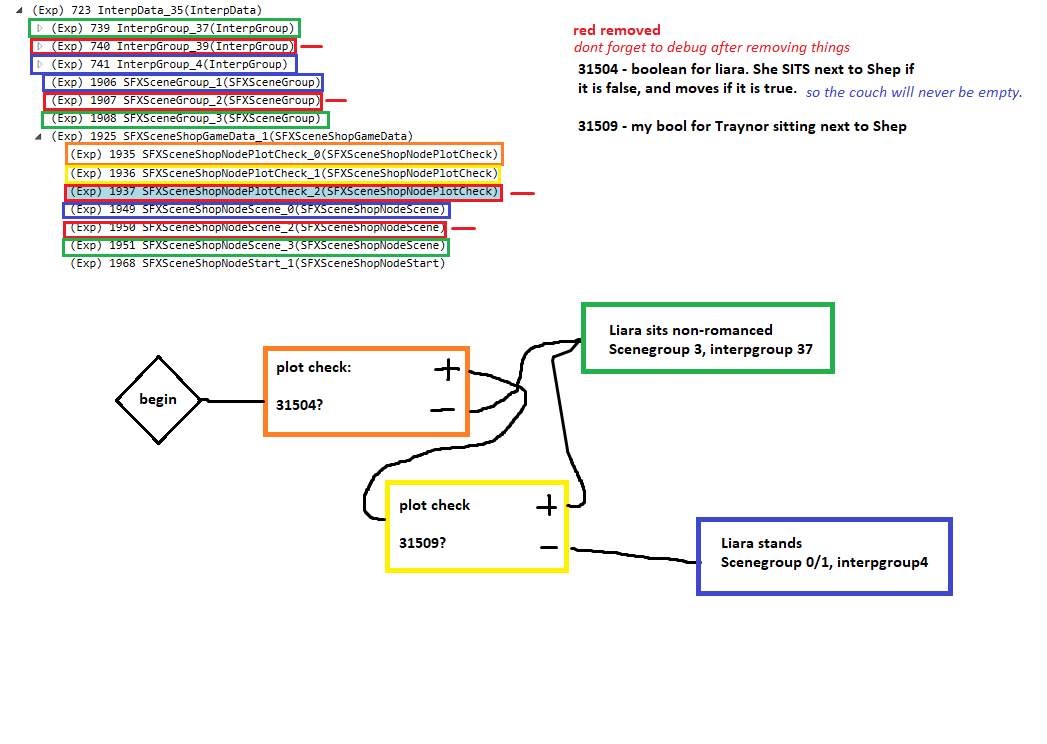 (Exp) 723 InterpData_35(InterpData)
(Exp) 739 InterpGroup_37(InterpGroup)
(Exp) 740 InterpGroup_39(InterpGroup)
(Exp) 741 InterpGroup_4(InterpGroup)
(Exp) 1906 SFXSceneGroup_1(SFXSceneGroup)
(Exp) 1907 SFXSceneGroup_2(SFXSceneGroup)
(Exp) 1908 SFXSceneGroup_3(SFXSceneGroup)
(Exp) 1925 SFXSceneShopGameData_1(SFXSceneShopGameData)
(Exp) 1935 SFXSceneShopNodePlotCheck_0(SFXSceneShopNodePlotCheck)
(Exp) 1936 SFXSceneShopNodePlotCheck_1(SFXSceneShopNodePlotCheck)
(Exp) 1937 SFXSceneShopNodePlotCheck_2(SFXSceneShopNodePlotCheck)
(Exp) 1949 SFXSceneShopNodeScene_0(SFXSceneShopNodeScene)
(Exp) 1950 SFXSceneShopNodeScene_2(SFXSceneShopNodeScene)
(Exp) 1951 SFXSceneShopNodeScene_3(SFXSceneShopNodeScene)
(Exp) 1968 SFXSceneShopNodeStart_1(SFXSceneShopNodeStart)
red removed
dont forget to debug after removing things
31504 - boolean for liara. She SITS next to Shep if
it is false, and moves if it is true. so the couch will never be empty.
31509 - my bool for Traynor sitting next to Shep
Liara sits non-romanced
Scenegroup 3, interpgroup 37
begin
plot check:
+
31504?
-
plot check
+
31509?
-
Liara stands
Scenegroup 0/1, interpgroup4